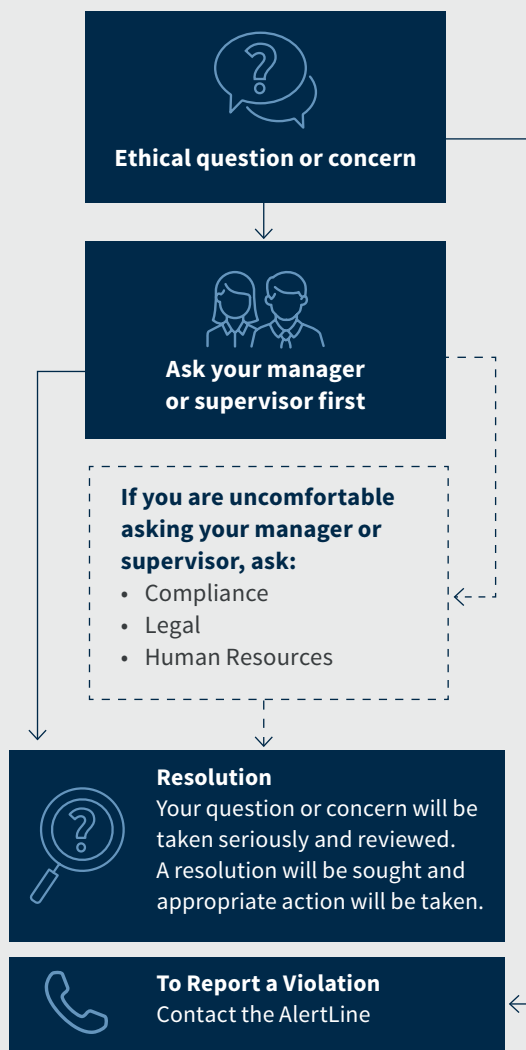 ?
Ethical question or concern
Ask your manager
or supervisor first
If you are uncomfortable
asking your manager or
supervisor, ask:
• Compliance
• Legal
• Human Resources
?
Resolution
Your question or concern will be
taken seriously and reviewed.
A resolution will be sought and
appropriate action will be taken.
To Report a Violation
Contact the AlertLine